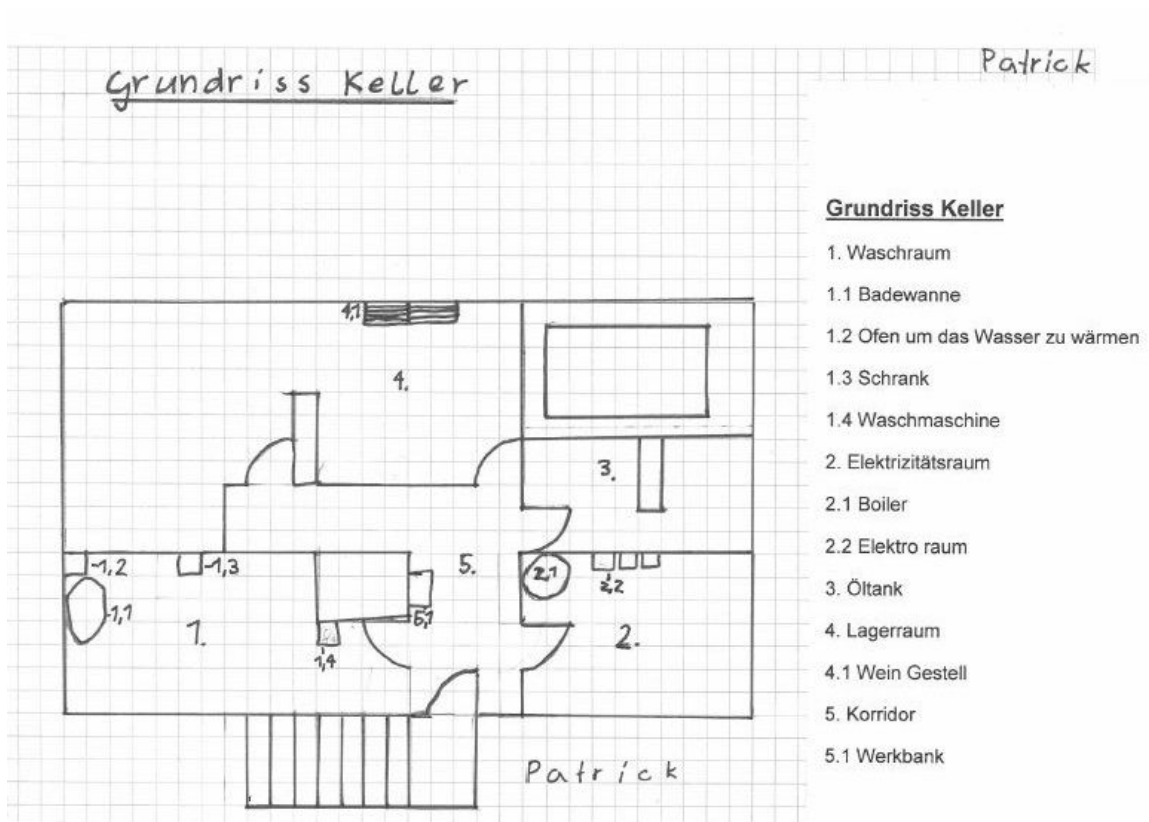 Patrick
Grundriss Keller
Grundriss Keller
1. Waschraum
1.1 Badewanne
1.2 Ofen um das Wasser zu wärmen
1.3 Schrank
1.4 Waschmaschine
2. Elektrizitätsraum
2.1 Boiler
2.2 Elektro raum
3. Öltank
4. Lagerraum
4.1 Wein Gestell
5. Korridor
5.1 Werkbank
4,1
4.
3.
1,2
1,3
5.
2,1
2,2
1,1
1.
5,1
2.
1,4
Patrick